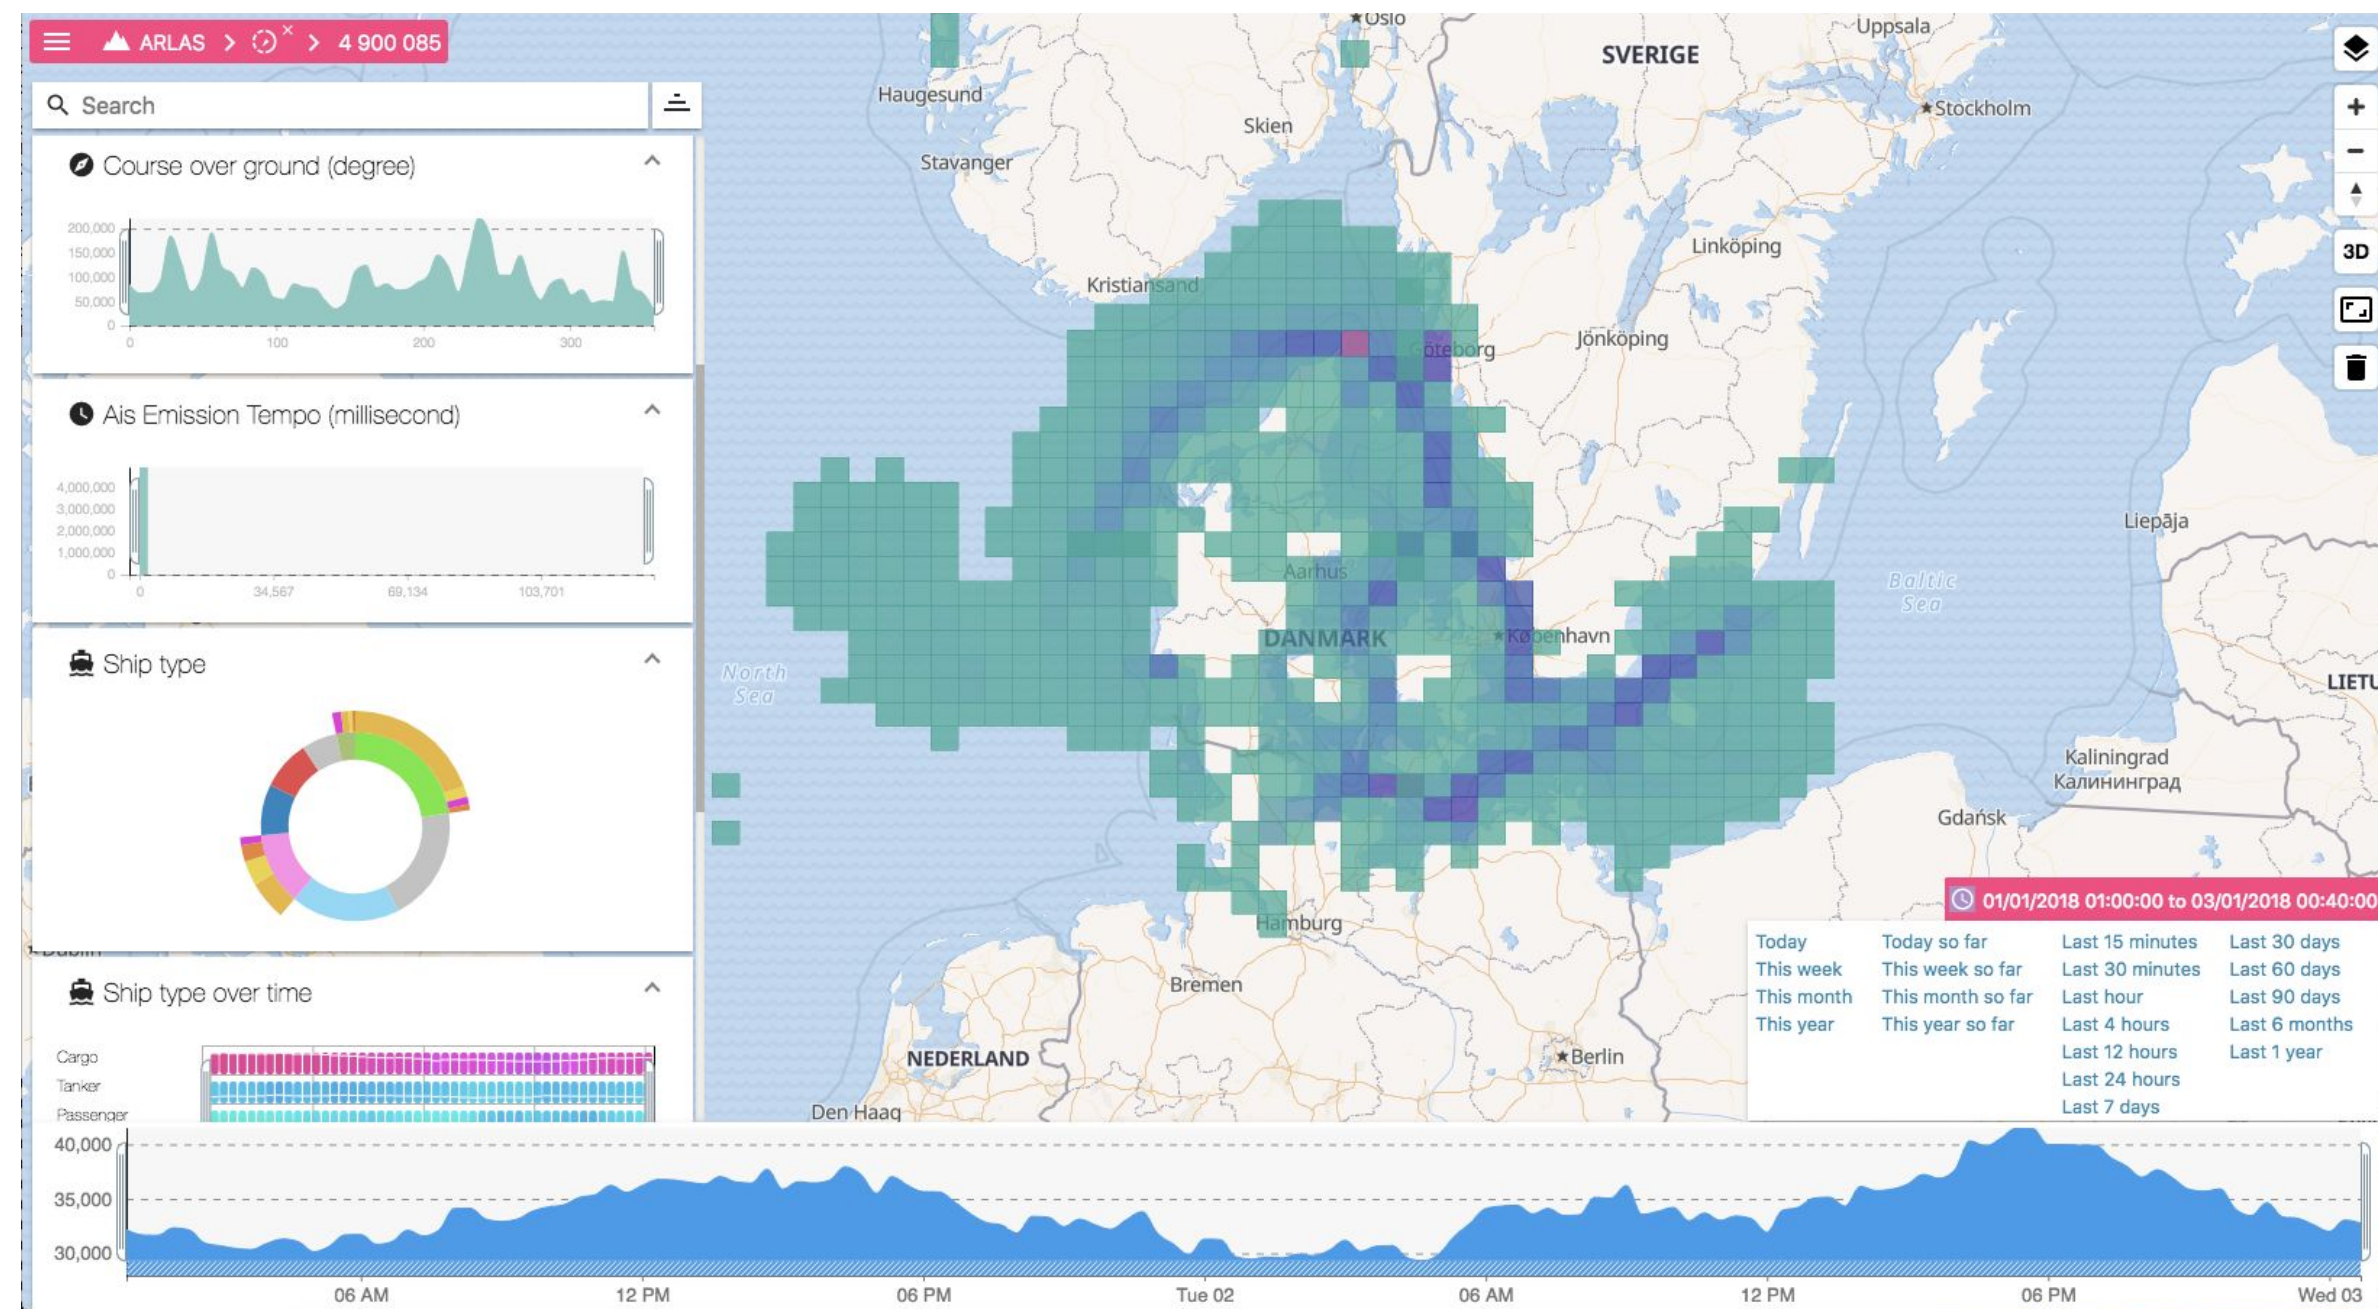 ARLAS > × > 4 900 085
Search
Course over ground (degree)
200,000
150,000
100,000
50,000
0
0 100 200 300
Ais Emission Tempo (millisecond)
4,000,000
3,000,000
2,000,000
1,000,000
0
0 34,567 69,134 103,701
Ship type
Ship type over time
Cargo
Tanker
Passenger
Oslo
Uppsala
SVERIGE
Haugesund
Stockholm
Skien
Stavanger
Linköping
Kristiansand
Jönköping
Göteborg
Liepāja
Aarhus
Baltic
Sea
DANMARK
København
North
Sea
LIETU
Kaliningrad
Калининград
Gdańsk
Hamburg
Dublin
Bremen
NEDERLAND
Berlin
Den Haag
3D
01/01/2018 01:00:00 to 03/01/2018 00:40:00
Today Today so far Last 15 minutes Last 30 days
This week This week so far Last 30 minutes Last 60 days
This month This month so far Last hour Last 90 days
This year This year so far Last 4 hours Last 6 months
Last 12 hours Last 1 year
Last 24 hours
Last 7 days
40,000
35,000
30,000
06 AM 12 PM 06 PM Tue 02 06 AM 12 PM 06 PM Wed 03